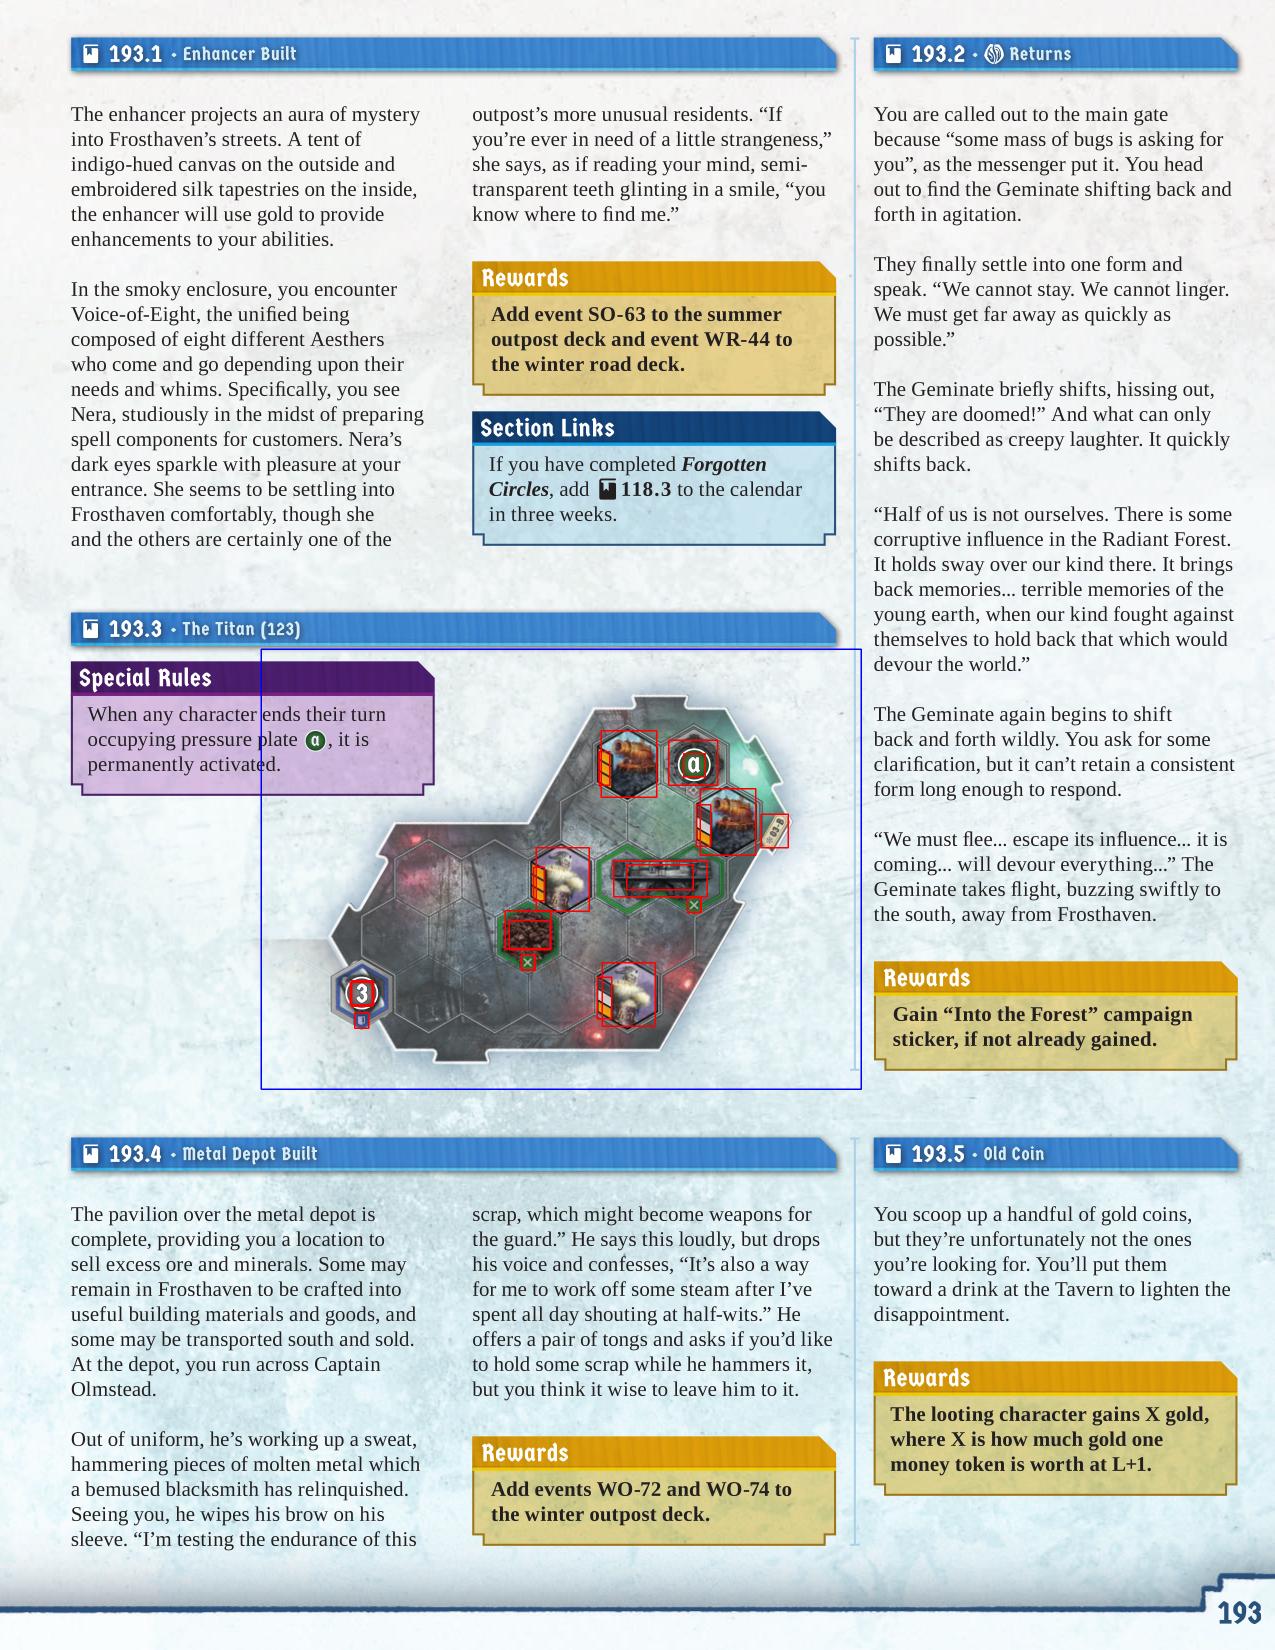 193.1 · Enhancer Built
The enhancer projects an aura of mystery
into Frosthaven’s streets. A tent of
indigo-hued canvas on the outside and
embroidered silk tapestries on the inside,
the enhancer will use gold to provide
enhancements to your abilities.
In the smoky enclosure, you encounter
Voice-of-Eight, the unified being
composed of eight different Aesthers
who come and go depending upon their
needs and whims. Specifically, you see
Nera, studiously in the midst of preparing
spell components for customers. Nera’s
dark eyes sparkle with pleasure at your
entrance. She seems to be settling into
Frosthaven comfortably, though she
and the others are certainly one of the
outpost’s more unusual residents. “If
you’re ever in need of a little strangeness,”
she says, as if reading your mind, semi-
transparent teeth glinting in a smile, “you
know where to find me.”
Rewards
Add event SO-63 to the summer
outpost deck and event WR-44 to
the winter road deck.
Section Links
If you have completed Forgotten
Circles, add 118.3 to the calendar
in three weeks.
193.2 · Returns
You are called out to the main gate
because “some mass of bugs is asking for
you”, as the messenger put it. You head
out to find the Geminate shifting back and
forth in agitation.
They finally settle into one form and
speak. “We cannot stay. We cannot linger.
We must get far away as quickly as
possible.”
The Geminate briefly shifts, hissing out,
“They are doomed!” And what can only
be described as creepy laughter. It quickly
shifts back.
“Half of us is not ourselves. There is some
corruptive influence in the Radiant Forest.
It holds sway over our kind there. It brings
back memories... terrible memories of the
young earth, when our kind fought against
themselves to hold back that which would
devour the world.”
The Geminate again begins to shift
back and forth wildly. You ask for some
clarification, but it can’t retain a consistent
form long enough to respond.
“We must flee... escape its influence... it is
coming... will devour everything...” The
Geminate takes flight, buzzing swiftly to
the south, away from Frosthaven.
Rewards
Gain “Into the Forest” campaign
sticker, if not already gained.
193.3 · The Titan (123)
Special Rules
When any character ends their turn
occupying pressure plate a, it is
permanently activated.
a
03-B
3
193.4 · Metal Depot Built
The pavilion over the metal depot is
complete, providing you a location to
sell excess ore and minerals. Some may
remain in Frosthaven to be crafted into
useful building materials and goods, and
some may be transported south and sold.
At the depot, you run across Captain
Olmstead.
Out of uniform, he’s working up a sweat,
hammering pieces of molten metal which
a bemused blacksmith has relinquished.
Seeing you, he wipes his brow on his
sleeve. “I’m testing the endurance of this
scrap, which might become weapons for
the guard.” He says this loudly, but drops
his voice and confesses, “It’s also a way
for me to work off some steam after I’ve
spent all day shouting at half-wits.” He
offers a pair of tongs and asks if you’d like
to hold some scrap while he hammers it,
but you think it wise to leave him to it.
Rewards
Add events WO-72 and WO-74 to
the winter outpost deck.
193.5 · Old Coin
You scoop up a handful of gold coins,
but they’re unfortunately not the ones
you’re looking for. You’ll put them
toward a drink at the Tavern to lighten the
disappointment.
Rewards
The looting character gains X gold,
where X is how much gold one
money token is worth at L+1.
193